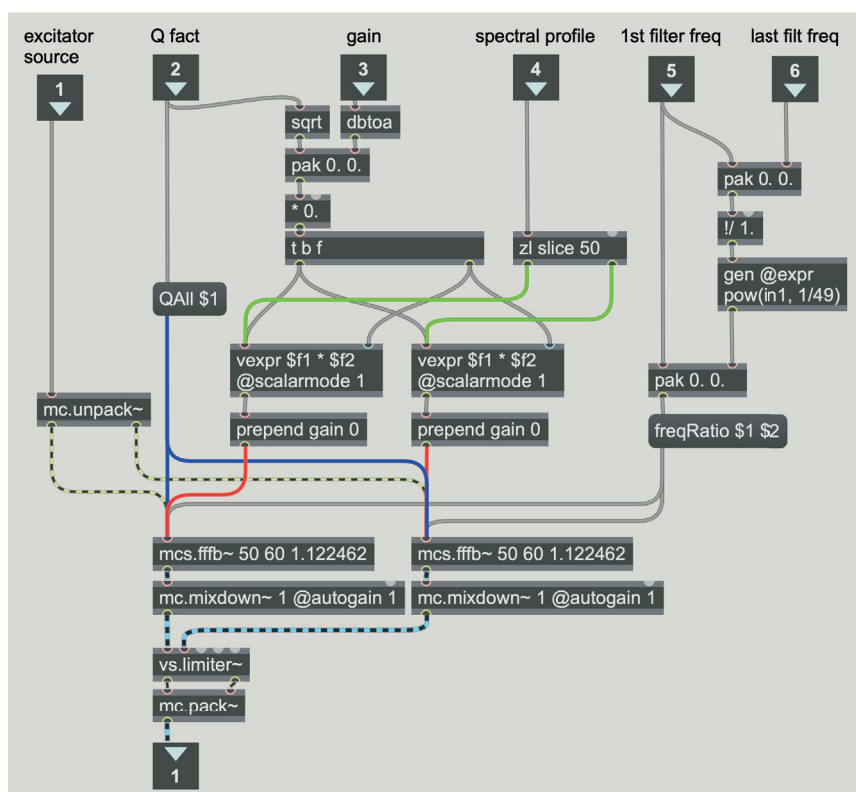 excitator
source
Q fact
gain
spectral profile
1st filter freq
last filt freq
1
2
3
4
5
6
sqrt
dbtoa
pak 0. 0.
pak 0. 0.
* 0.
!/ 1.
t b f
zl slice 50
gen @expr
pow(in1, 1/49)
QAll $1
vexpr $f1 * $f2
@scalarmode 1
vexpr $f1 * $f2
@scalarmode 1
pak 0. 0.
mc.unpack~
prepend gain 0
prepend gain 0
freqRatio $1 $2
mcs.fffb~ 50 60 1.122462
mcs.fffb~ 50 60 1.122462
mc.mixdown~ 1 @autogain 1
mc.mixdown~ 1 @autogain 1
vs.limiter~
mc.pack~
1